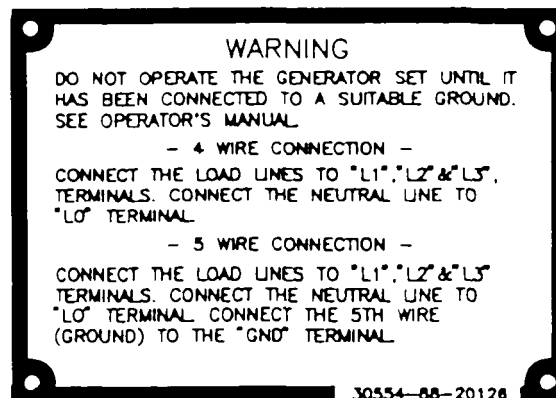 WARNING
DO NOT OPERATE THE GENERATOR SET UNTIL IT
HAS BEEN CONNECTED TO A SUITABLE GROUND.
SEE OPERATOR'S MANUAL
- 4 WIRE CONNECTION -
CONNECT THE LOAD LINES TO "L1","L2"&"L3",
TERMINALS. CONNECT THE NEUTRAL LINE TO
"LO" TERMINAL
- 5 WIRE CONNECTION -
CONNECT THE LOAD LINES TO "L1","L2"&"L3"
TERMINALS. CONNECT THE NEUTRAL LINE TO
"LO" TERMINAL CONNECT THE 5TH WIRE
(GROUND) TO THE "GND" TERMINAL
30554-88-20126